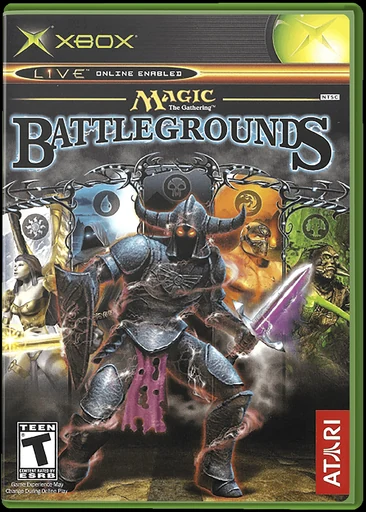 XBOX
LIVE ONLINE ENABLED
MAGIC
The Gathering
NTSC
BATTLEGROUNDS
TEEN
T
CONTENT RATED BY
ESRB
Game Experience May
Change During Online Play
ATARI